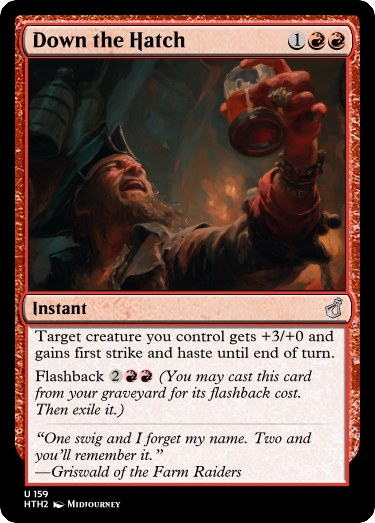 Down the Hatch 1
Instant
Target creature you control gets +3/+0 and
gains first strike and haste until end of turn.
Flashback 2 (You may cast this card
from your graveyard for its flashback cost.
Then exile it.)
“One swig and I forget my name. Two and
you’ll remember it.”
—Griswald of the Farm Raiders
U 159
HTH2 Midjourney